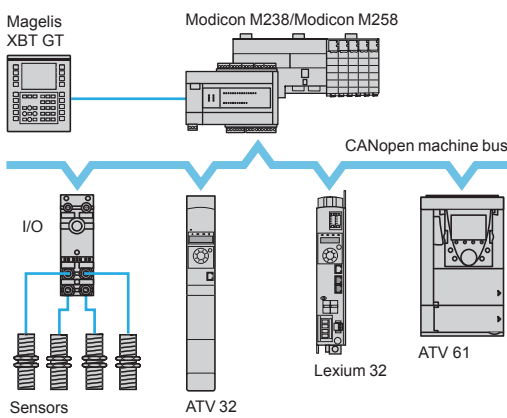 Magelis
XBT GT
Modicon M238/Modicon M258
CANopen machine bus
I/O
Sensors
ATV 32
Lexium 32
ATV 61